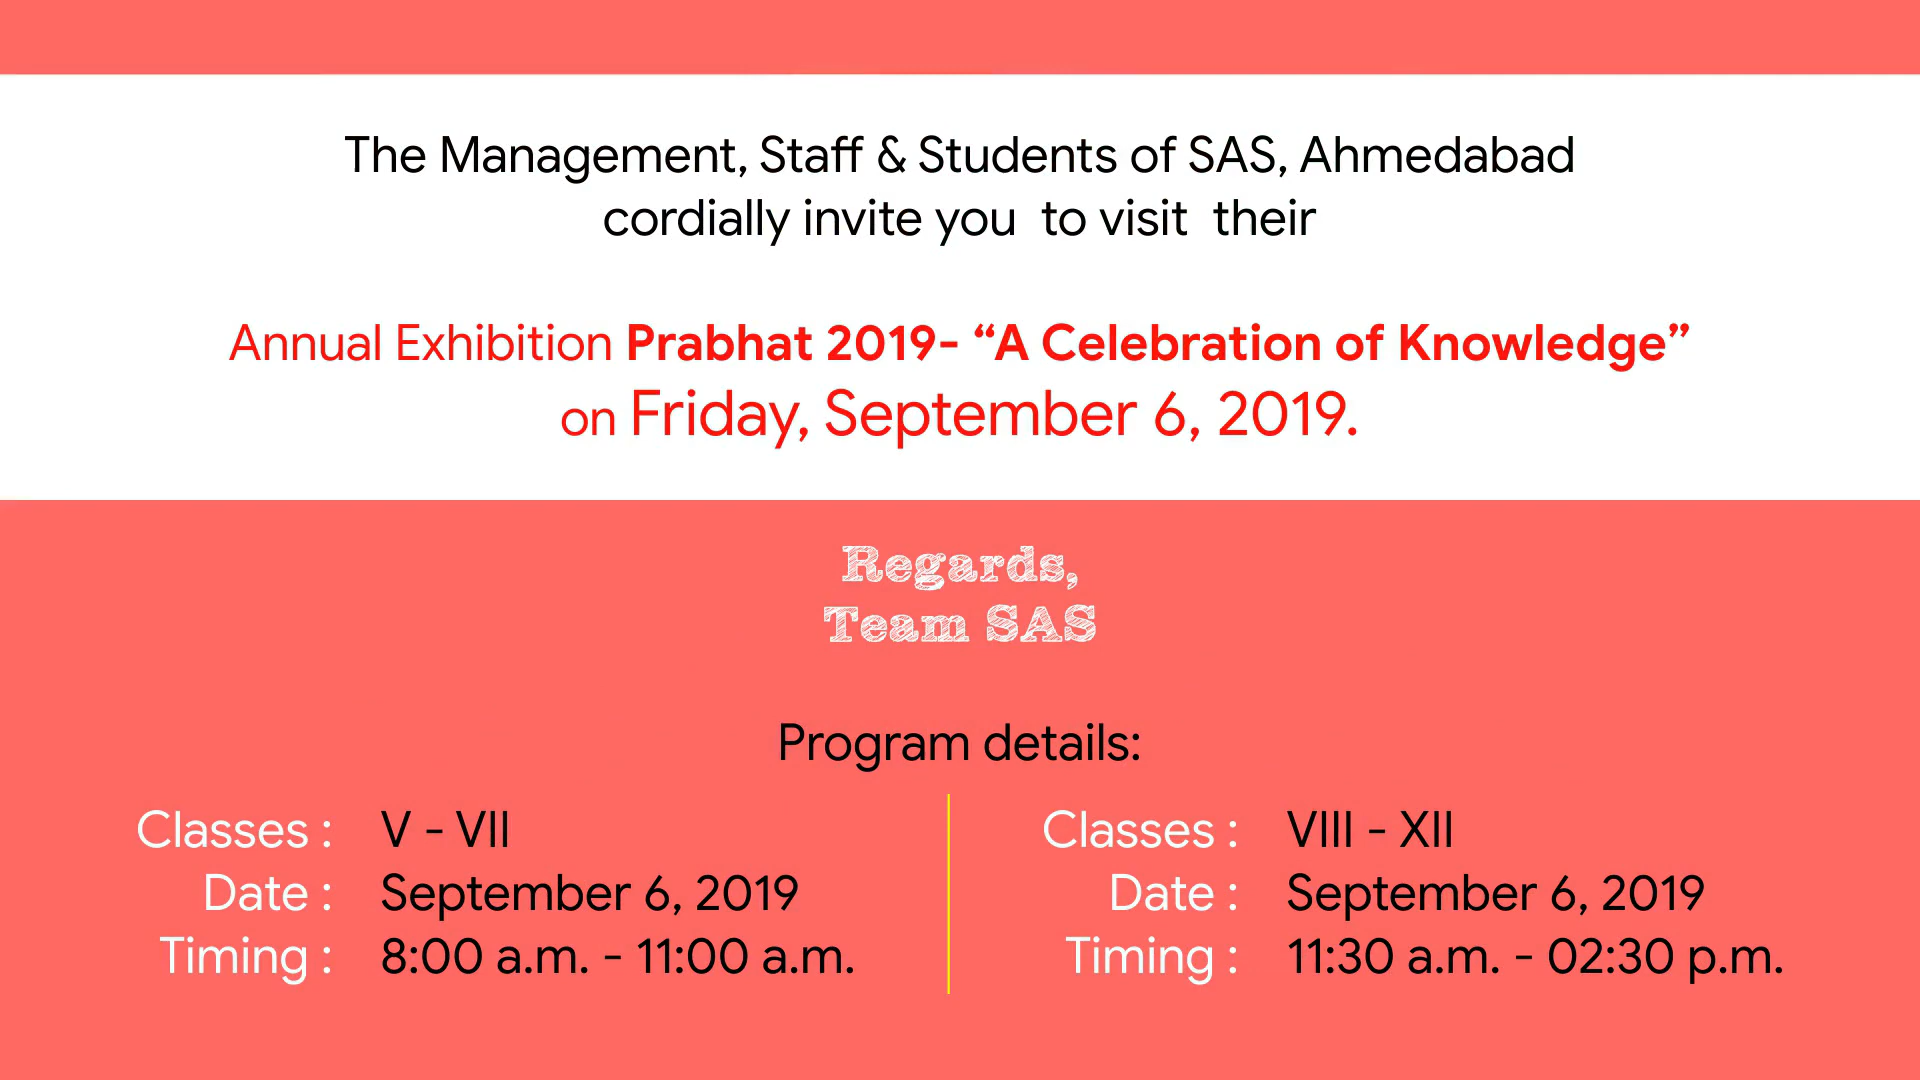 The Management, Staff & Students of SAS, Ahmedabad
cordially invite you  to visit  their
Annual Exhibition Prabhat 2019- “A Celebration of Knowledge”
on Friday, September 6, 2019.
Regards,
Team SAS
Program details:
Classes : V - VII
Date : September 6, 2019
Timing : 8:00 a.m. - 11:00 a.m.
Classes : VIII - XII
Date : September 6, 2019
Timing : 11:30 a.m. - 02:30 p.m.